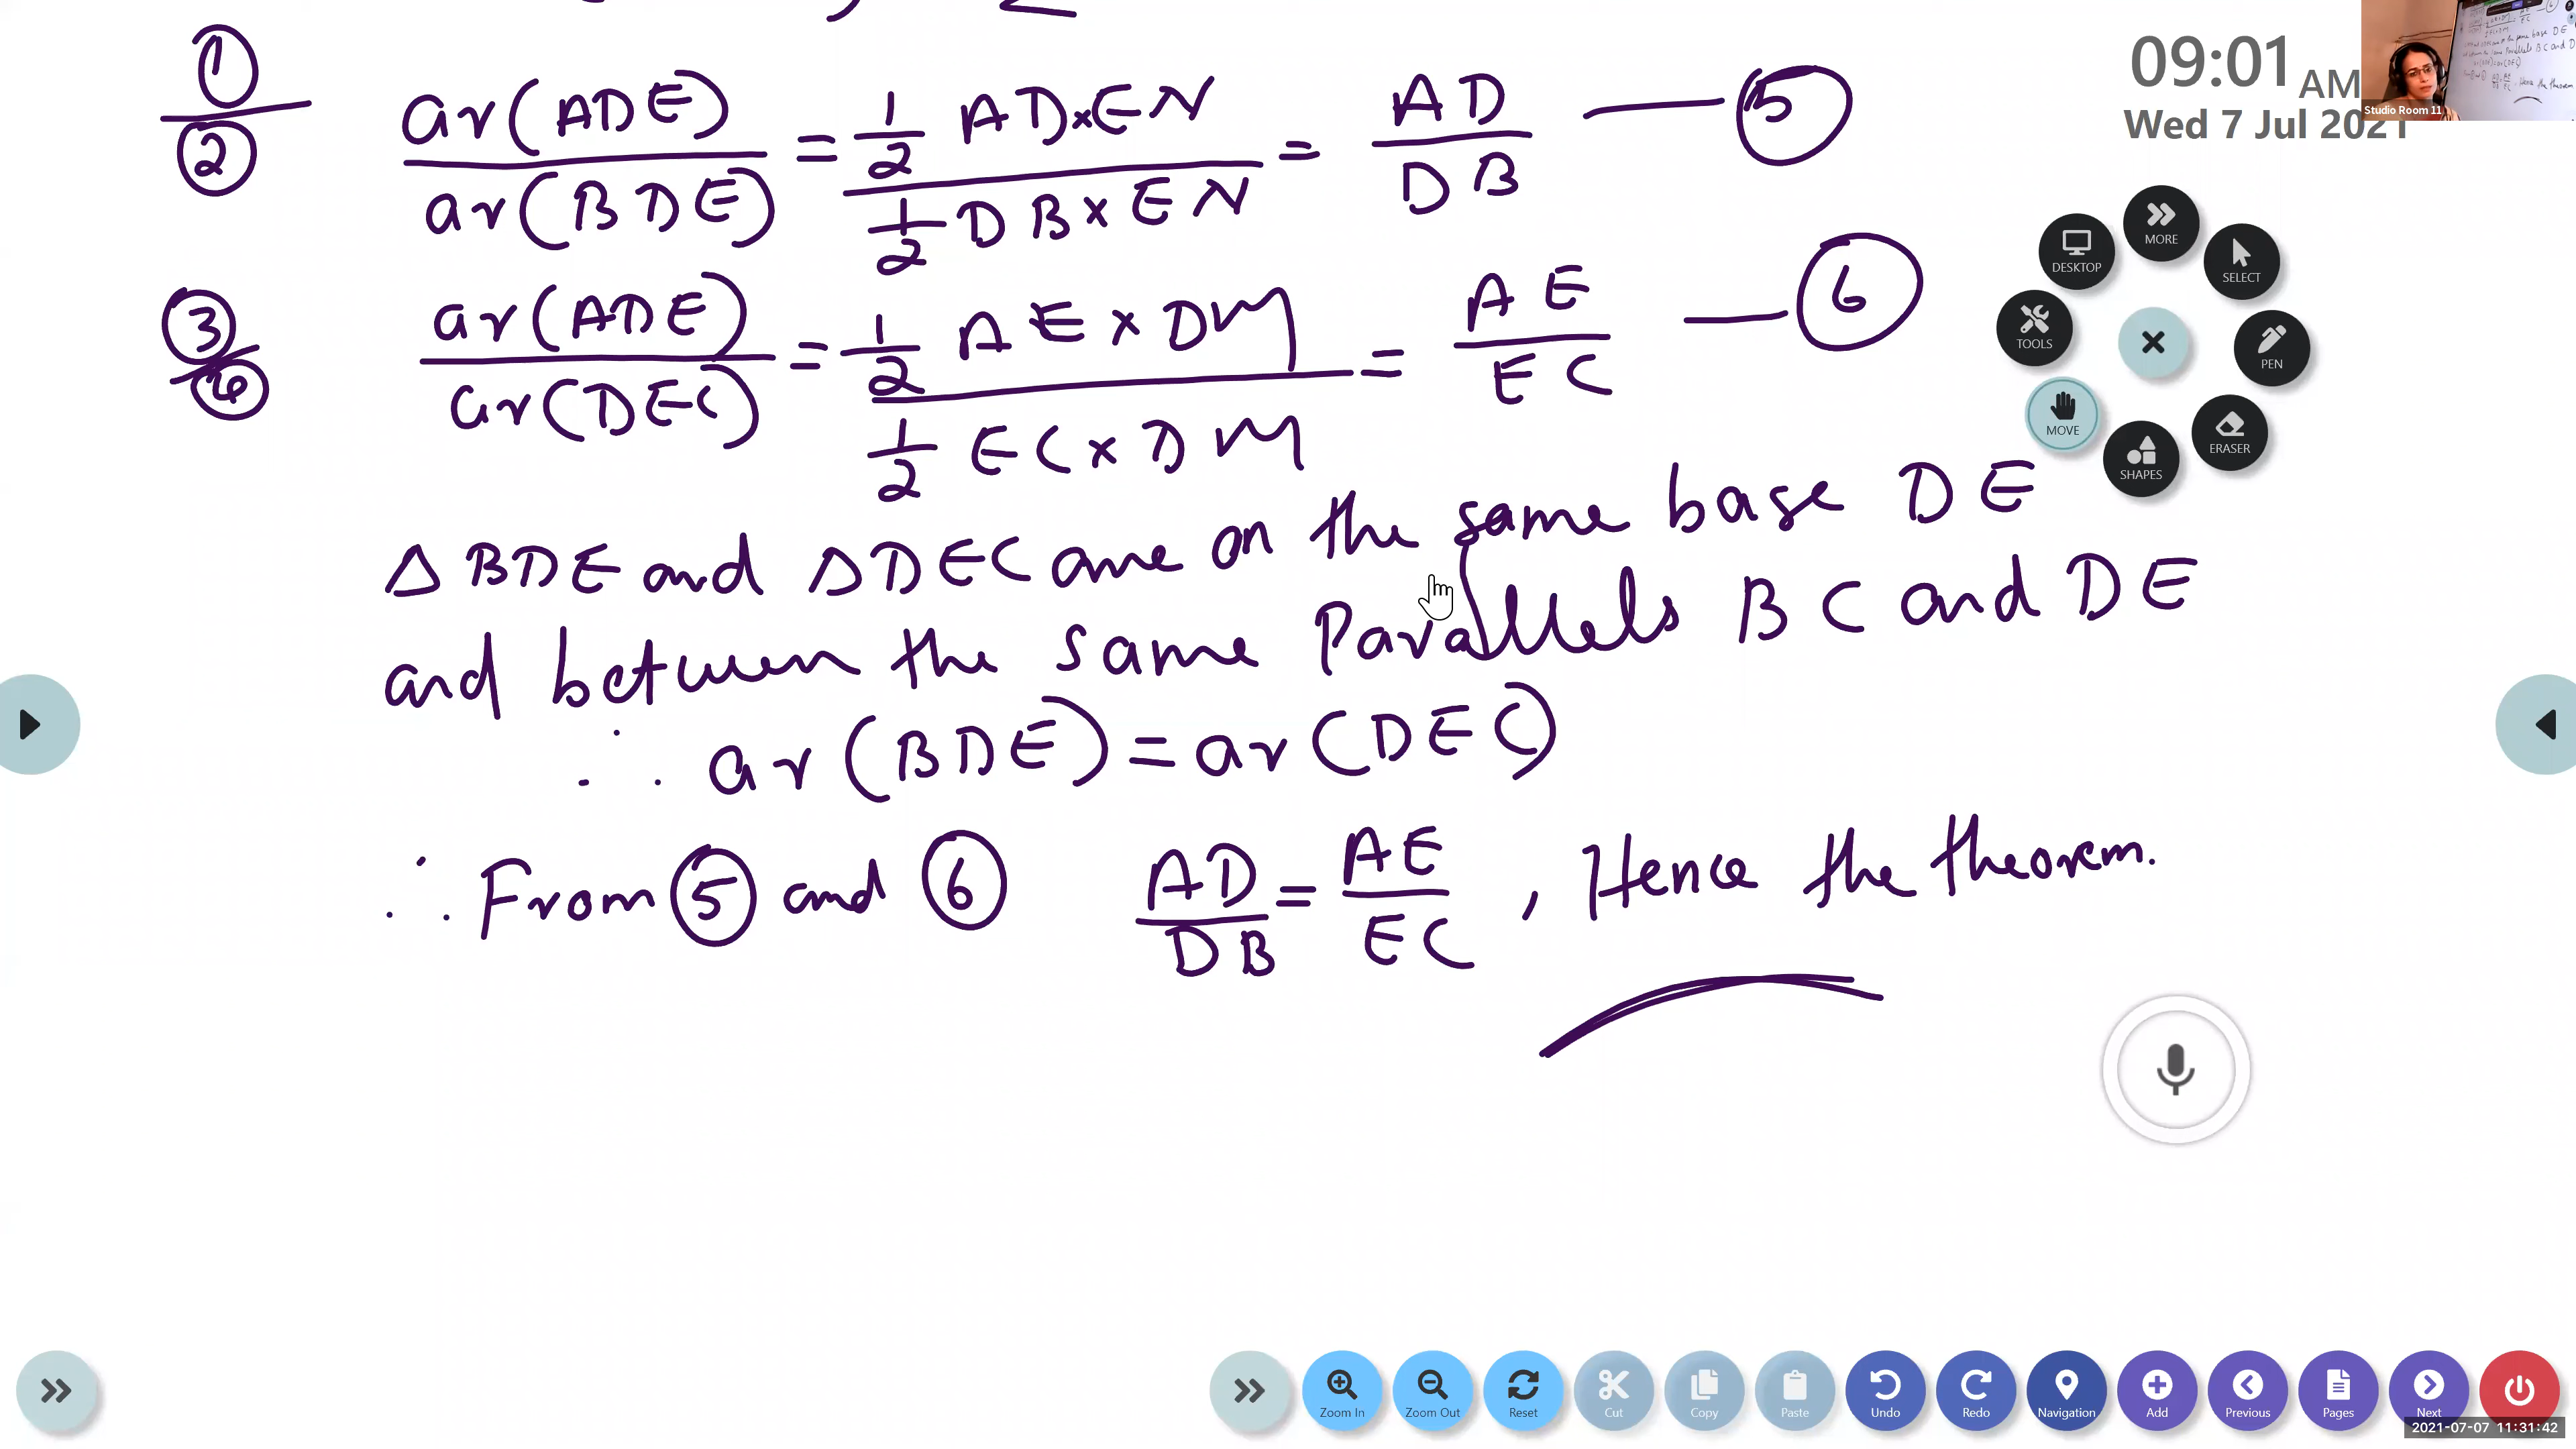 ①/② ar(ADE)/ar(BDE) = 1/2 AD×EN / 1/2 DB×EN = AD/DB — ⑤
③/④ ar(ADE)/ar(DEC) = 1/2 AE×DM / 1/2 EC×DM = AE/EC — ⑥
△BDE and △DEC are on the same base DE
and between the same Parallels BC and DE
∴ ar(BDE) = ar(DEC)
∴ From ⑤ and ⑥ AD/DB = AE/EC, Hence the theorem.
09:01 AM
Wed 7 Jul 2021
Studio Room 11
MORE
DESKTOP
SELECT
TOOLS
PEN
MOVE
ERASER
SHAPES
Zoom In
Zoom Out
Reset
Cut
Copy
Paste
Undo
Redo
Navigation
Add
Previous
Pages
Next
2021-07-07 11:31:42